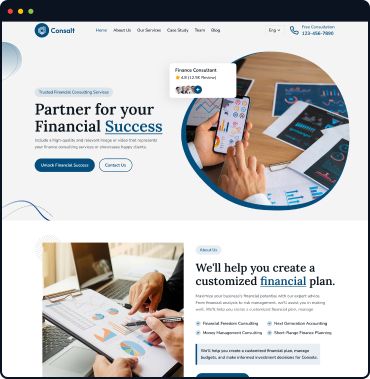 Consalt
Home About Us Our Services Case Study Team Blog
Eng
Free Consultation
123-456-7890
Finance Consultant
4.9 (12.5K Review)
Trusted Financial Consulting Services
Partner for your
Financial Success
Include a high-quality and relevant image or video that represents
your finance consulting services or showcases happy clients.
Unlock Financial Success
Contact Us
About Us
We'll help you create a
customized financial plan.
Maximize your business's financial potential with our expert advice.
From financial analysis to risk management, we'll assist you in making
well. We'll help you create a customized financial plan, manage
Financial Freedom Consulting
Next Generation Accounting
Money Management Consulting
Short-Range Finance Planning
We'll help you create a customized financial plan, manage
budgets, and make informed investment decisions for Consale.